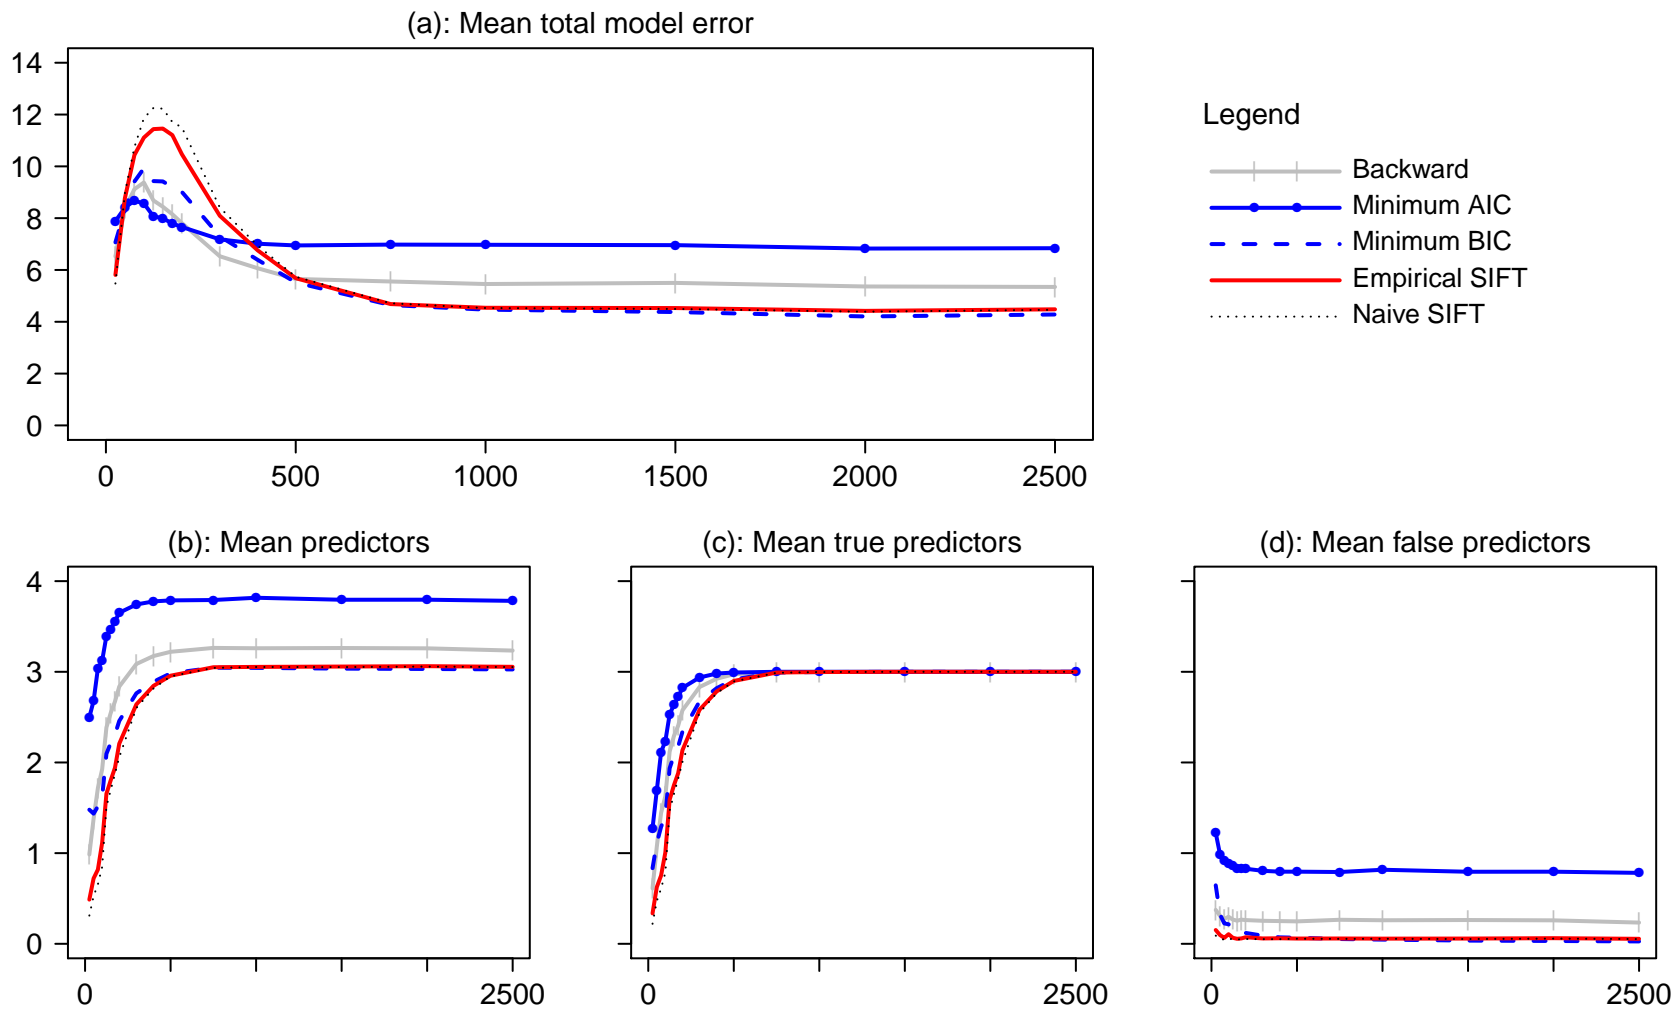 (a): Mean total model error
14
12
10
8
6
4
2
0
0 500 1000 1500 2000 2500
Legend
Backward
Minimum AIC
Minimum BIC
Empirical SIFT
Naive SIFT
(b): Mean predictors
4
3
2
1
0
0 2500
(c): Mean true predictors
0 2500
(d): Mean false predictors
0 2500